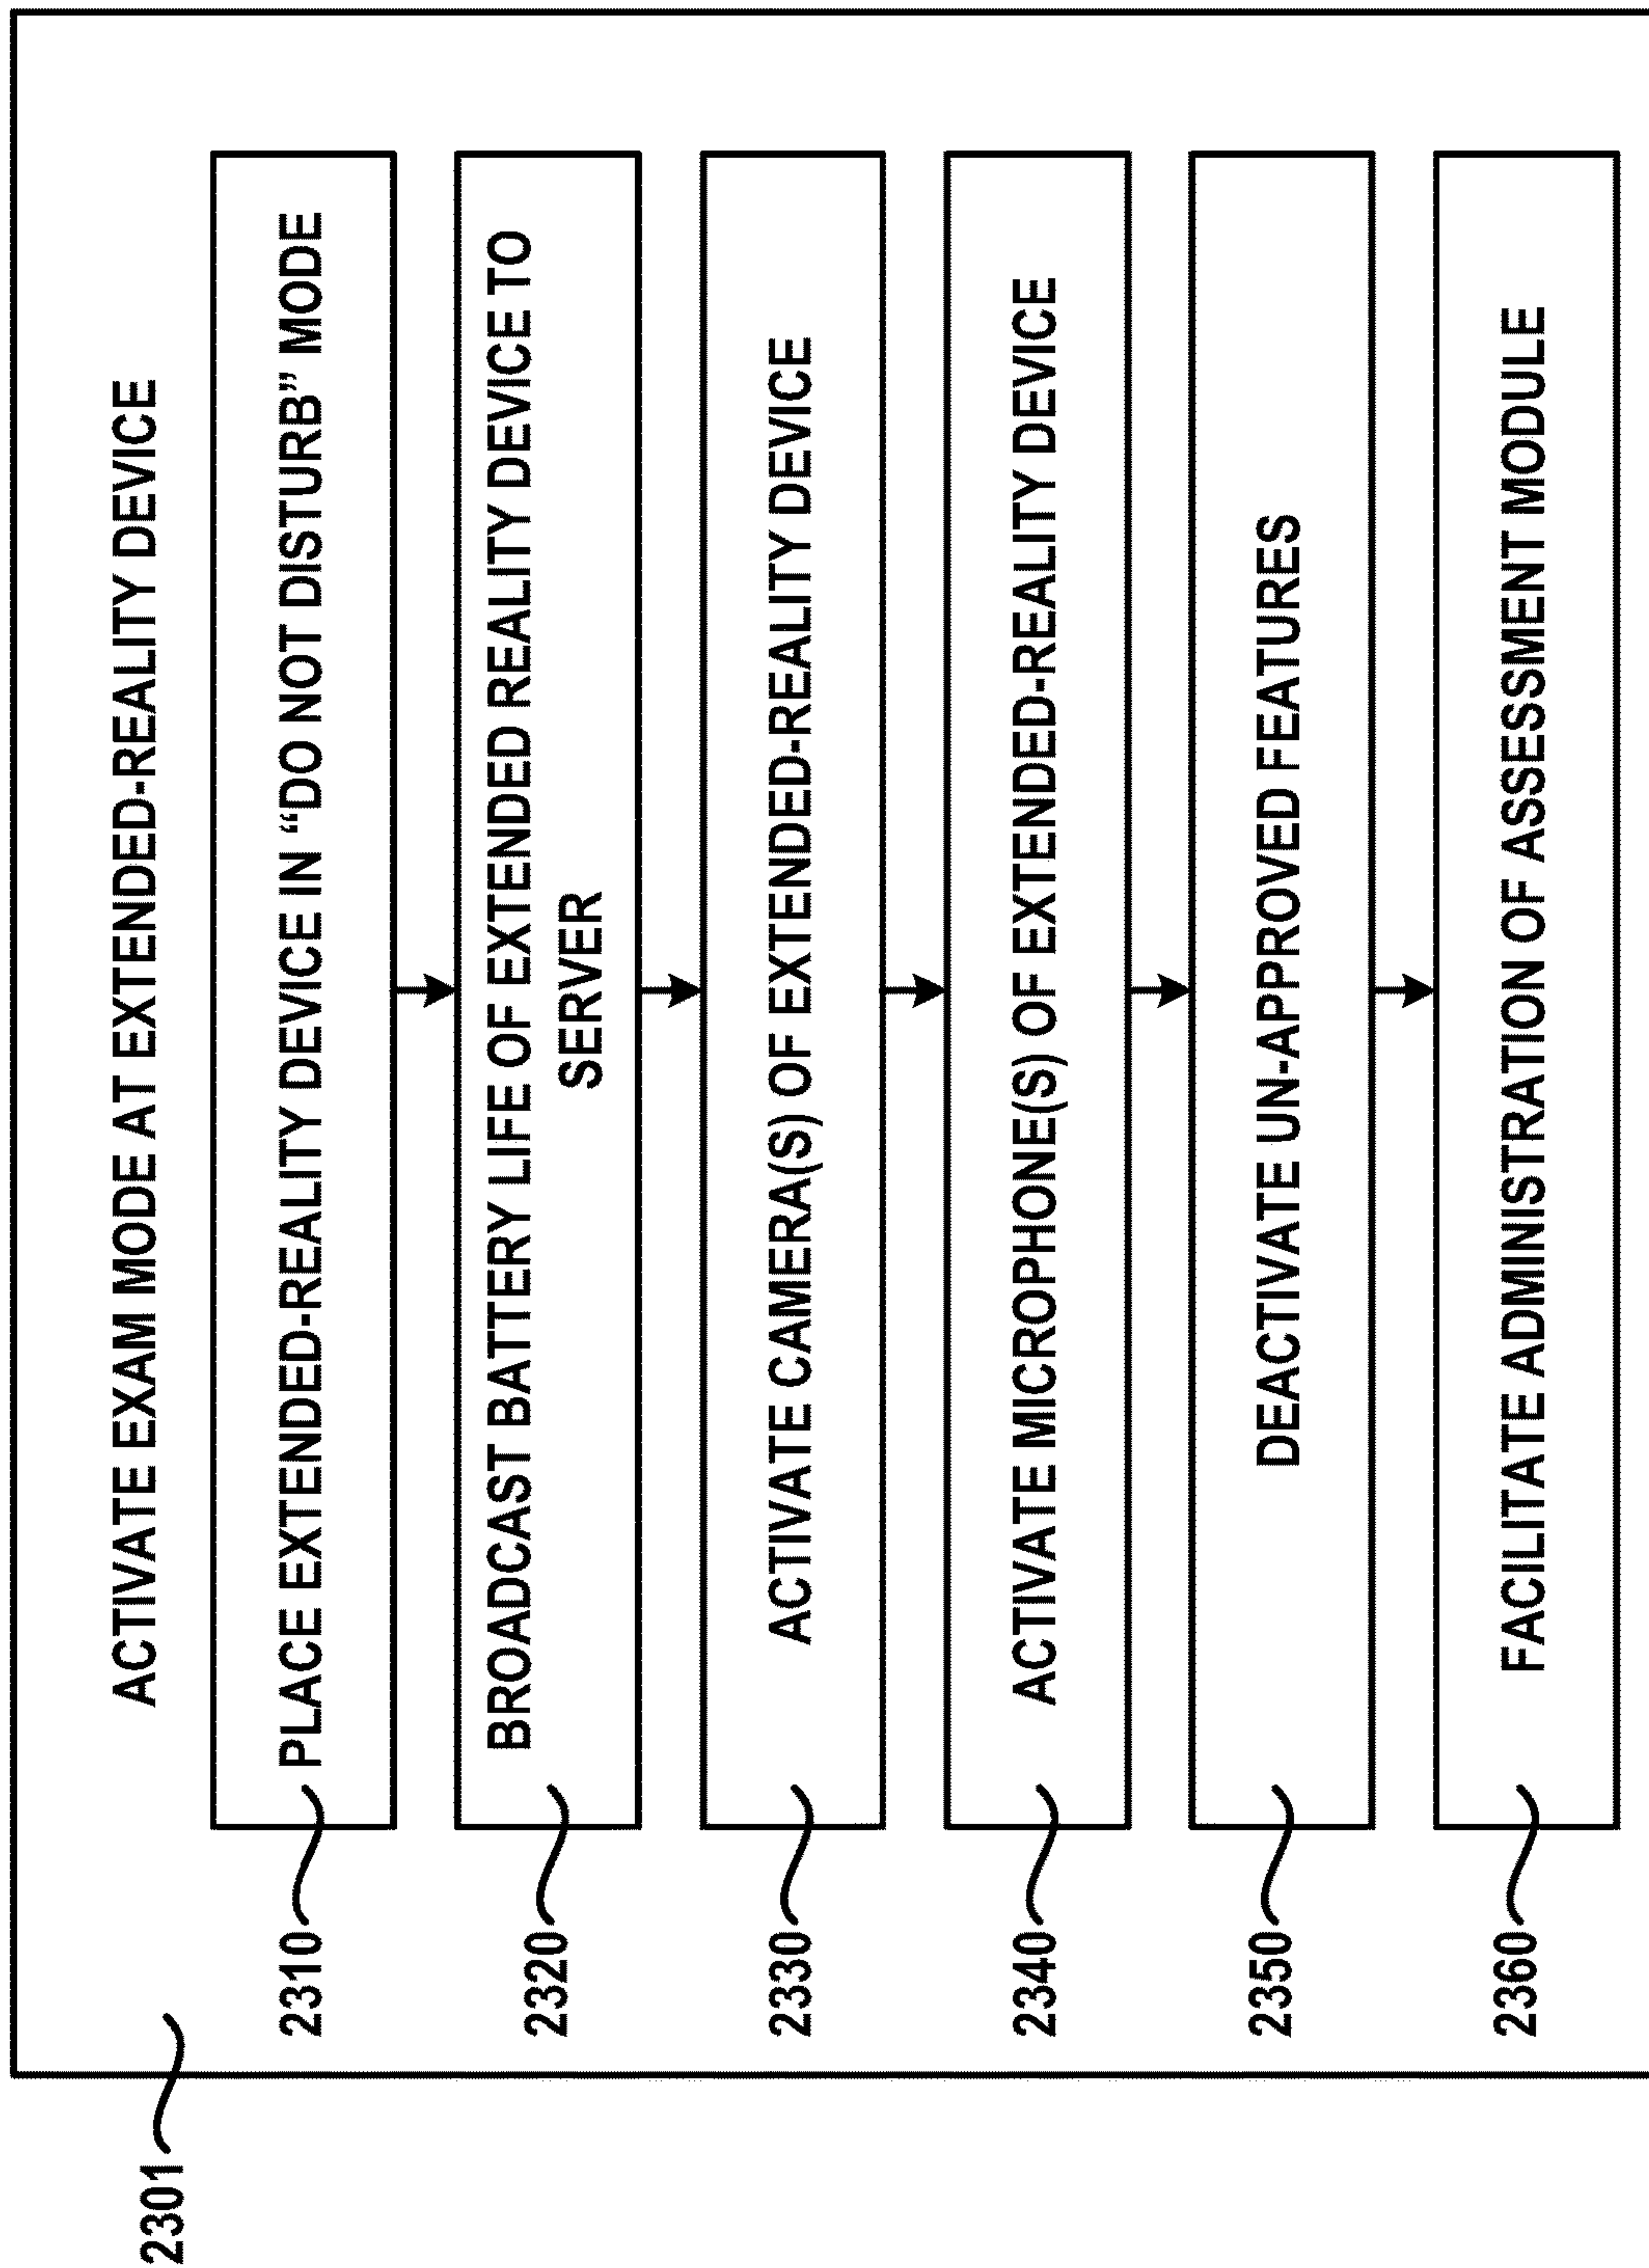 2301
ACTIVATE EXAM MODE AT EXTENDED-REALITY DEVICE
2310
PLACE EXTENDED-REALITY DEVICE IN “DO NOT DISTURB” MODE
2320
BROADCAST BATTERY LIFE OF EXTENDED REALITY DEVICE TO
SERVER
2330
ACTIVATE CAMERA(S) OF EXTENDED-REALITY DEVICE
2340
ACTIVATE MICROPHONE(S) OF EXTENDED-REALITY DEVICE
2350
DEACTIVATE UN-APPROVED FEATURES
2360
FACILITATE ADMINISTRATION OF ASSESSMENT MODULE